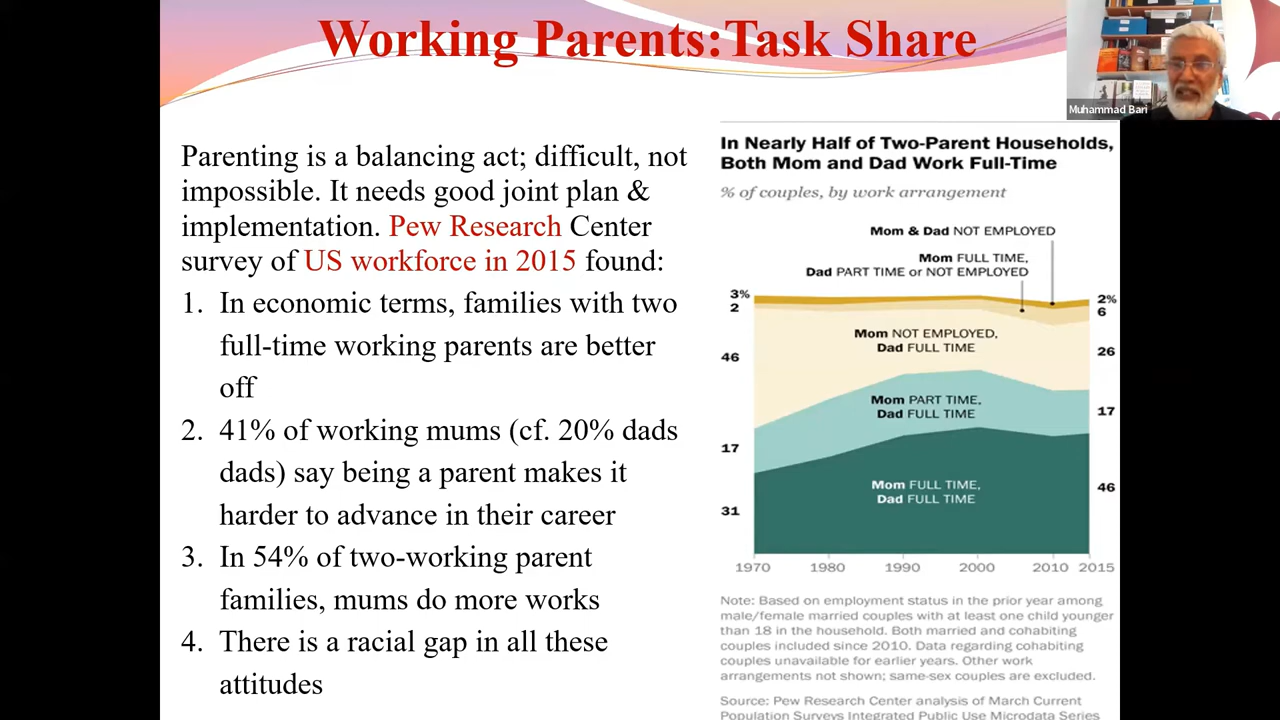 Working Parents:Task Share
Muhammad Bari
Parenting is a balancing act; difficult, not
impossible. It needs good joint plan &
implementation. Pew Research Center
survey of US workforce in 2015 found:
1. In economic terms, families with two
full-time working parents are better
off
2. 41% of working mums (cf. 20% dads
dads) say being a parent makes it
harder to advance in their career
3. In 54% of two-working parent
families, mums do more works
4. There is a racial gap in all these
attitudes
In Nearly Half of Two-Parent Households,
Both Mom and Dad Work Full-Time
% of couples, by work arrangement
Mom & Dad NOT EMPLOYED
Mom FULL TIME,
Dad PART TIME or NOT EMPLOYED
3%
2
2%
6
Mom NOT EMPLOYED,
Dad FULL TIME
46
26
Mom PART TIME,
Dad FULL TIME
17
17
Mom FULL TIME,
Dad FULL TIME
31
46
1970 1980 1990 2000 2010 2015
Note: Based on employment status in the prior year among
male/female married couples with at least one child younger
than 18 in the household. Both married and cohabiting
couples included since 2010. Data regarding cohabiting
couples unavailable for earlier years. Other work
arrangements not shown; same-sex couples are excluded.
Source: Pew Research Center analysis of March Current
Population Surveys Integrated Public Use Microdata Series